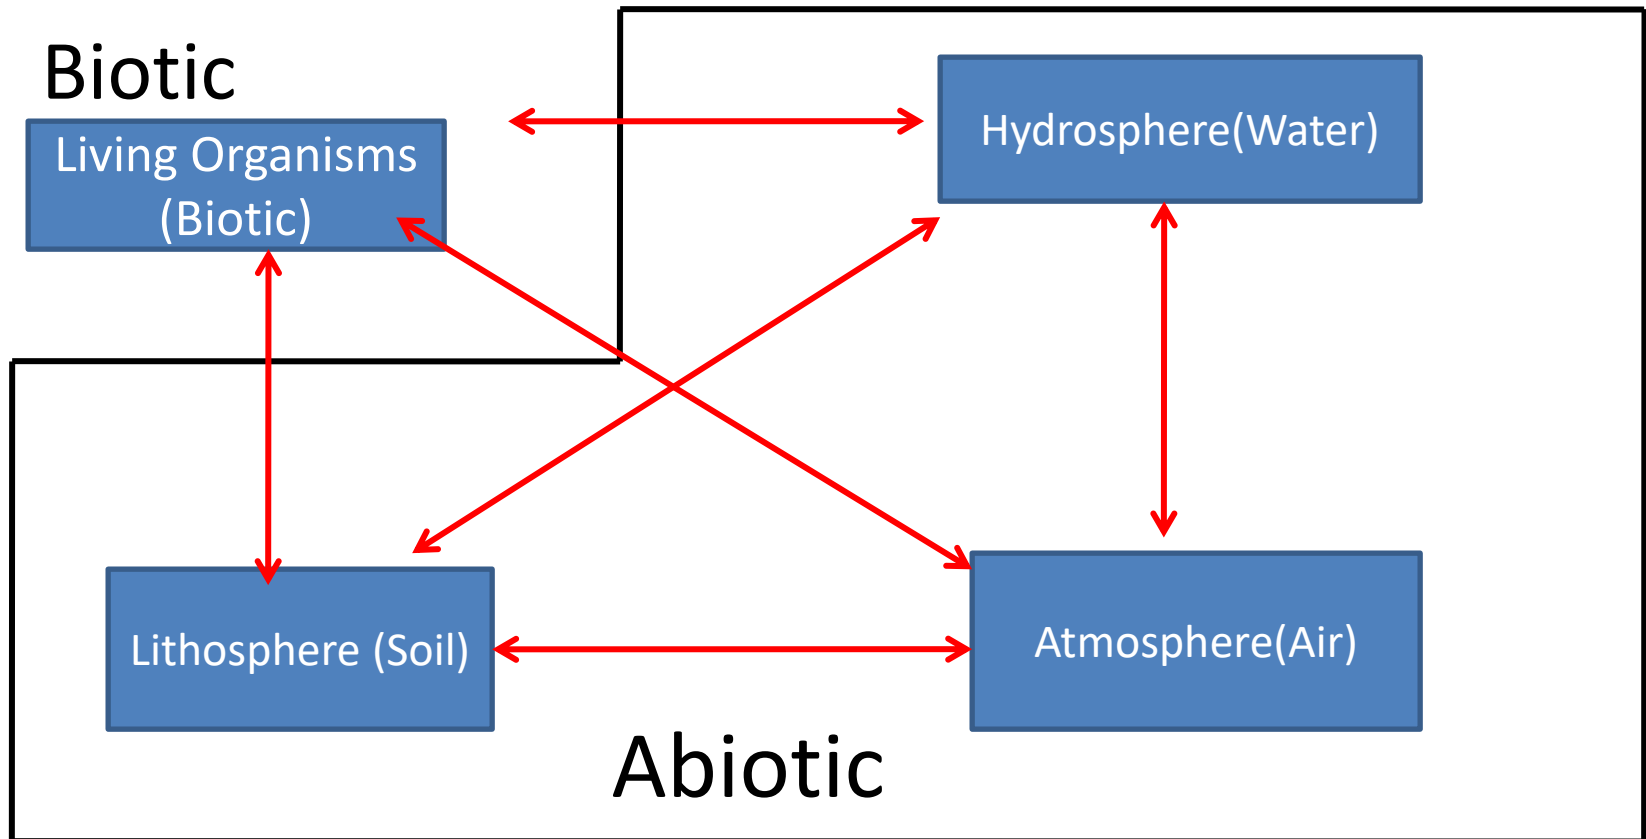 Biotic
Living Organisms
(Biotic)
Hydrosphere(Water)
Lithosphere (Soil)
Atmosphere(Air)
Abiotic